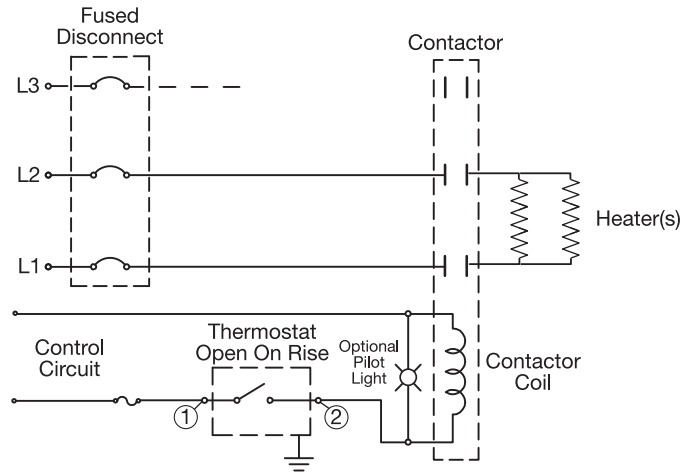 Fused
Disconnect
Contactor
L3
L2
Heater(s)
L1
Control
Circuit
Thermostat
Open On Rise
Optional
Pilot
Light
Contactor
Coil
1
2